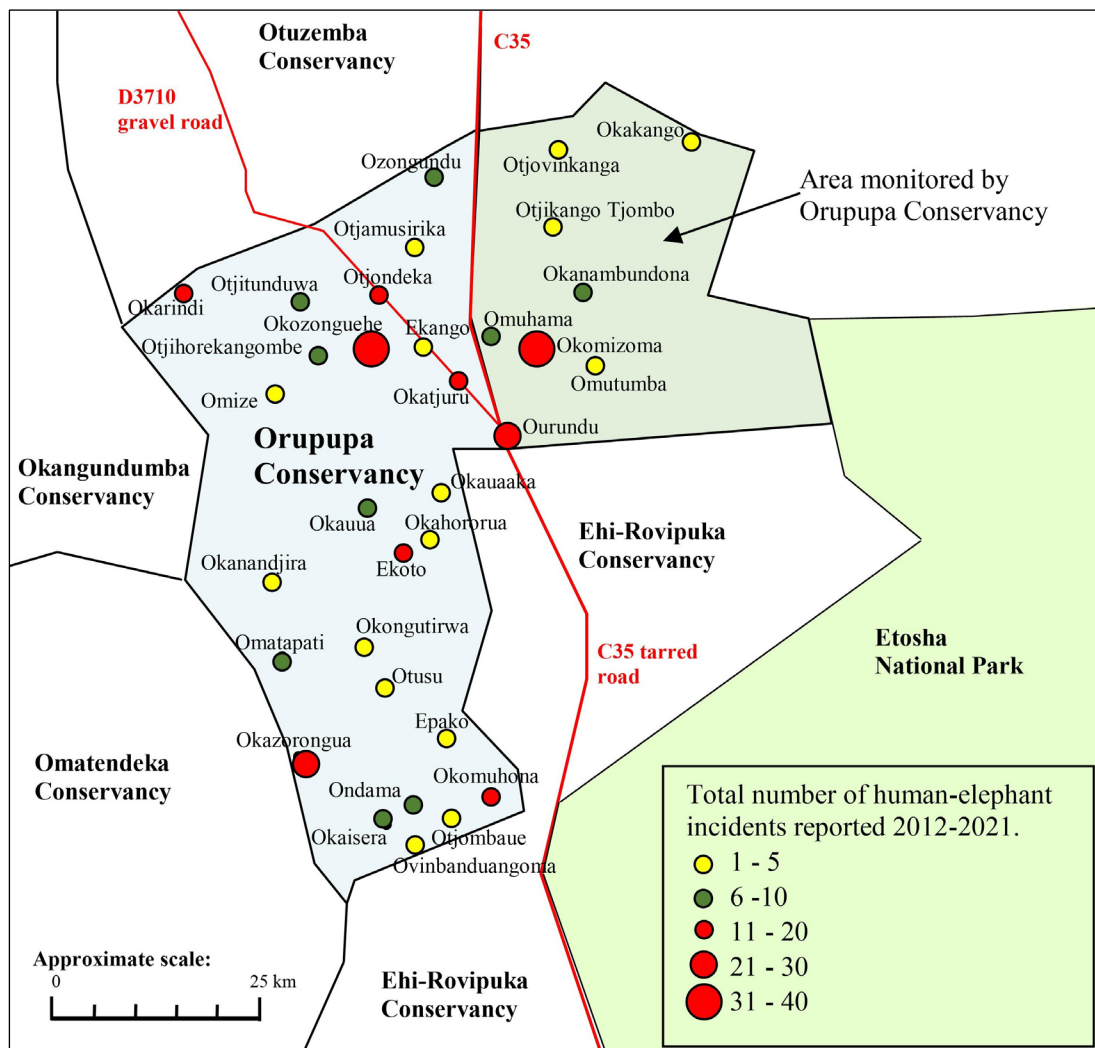 Otuzemba
Conservancy
C35
D3710
gravel road
Okakango
Otjovinkanga
Ozongundu
Area monitored by
Orupupa Conservancy
Otjikango Tjombo
Otjamusirika
Otjitunduwa
Otjondeka
Okanambundona
Okarindi
Okozonguehe
Ekango
Omuhama
Otjihorekangombe
Okomizoma
Omutumba
Omize
Okatjuru
Ourundu
Orupupa
Conservancy
Okangundumba
Conservancy
Okauaaka
Okauua
Okahororua
Ehi-Rovipuka
Conservancy
Ekoto
Okanandjira
Okongutirwa
Omatapati
Etosha
National Park
C35 tarred
road
Otusu
Epako
Okazorongua
Omatendeka
Conservancy
Okomuhona
Ondama
Okaisera
Otjombaue
Ovinbanduangoma
Total number of human-elephant
incidents reported 2012-2021.
1 - 5
6 -10
11 - 20
21 - 30
31 - 40
Approximate scale:
0 25 km
Ehi-Rovipuka
Conservancy